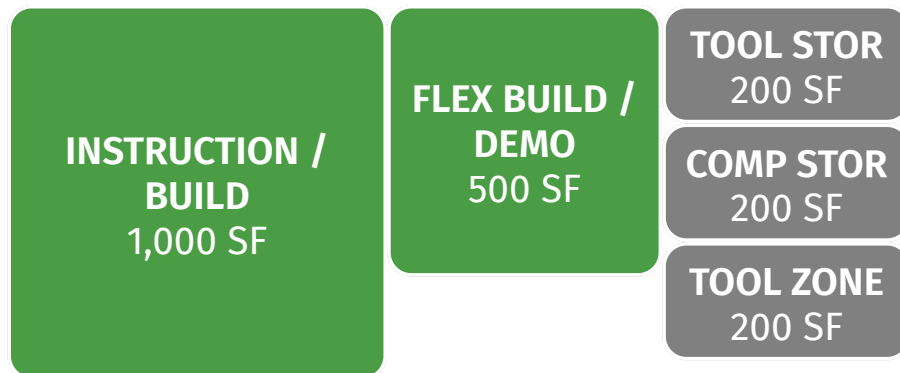 INSTRUCTION /
BUILD
1,000 SF
FLEX BUILD /
DEMO
500 SF
TOOL STOR
200 SF
COMP STOR
200 SF
TOOL ZONE
200 SF